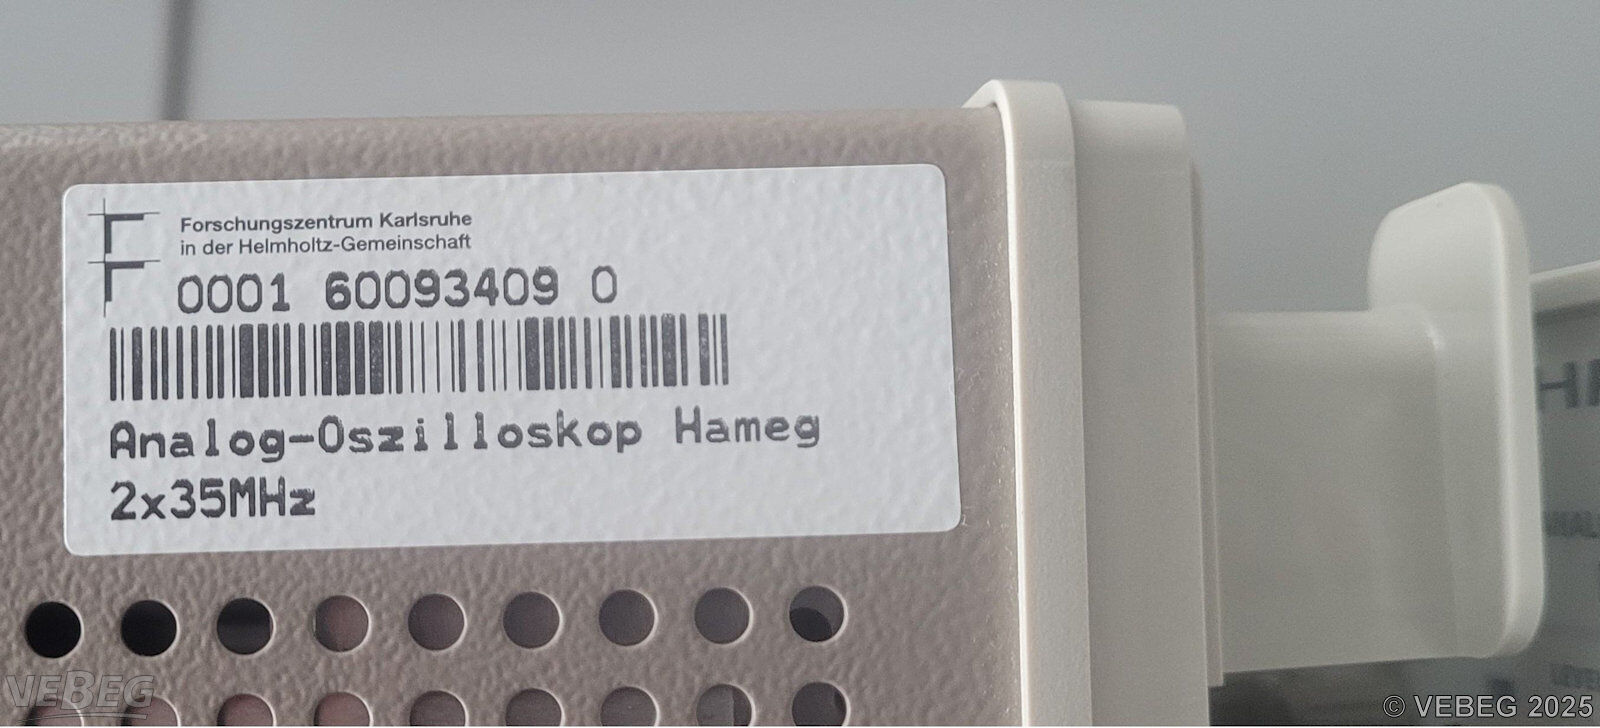 Forschungszentrum Karlsruhe
in der Helmholtz-Gemeinschaft
0001 60093409 0
Analog-Oszilloskop Hameg
2x35MHz
VEBEG
© VEBEG 2025